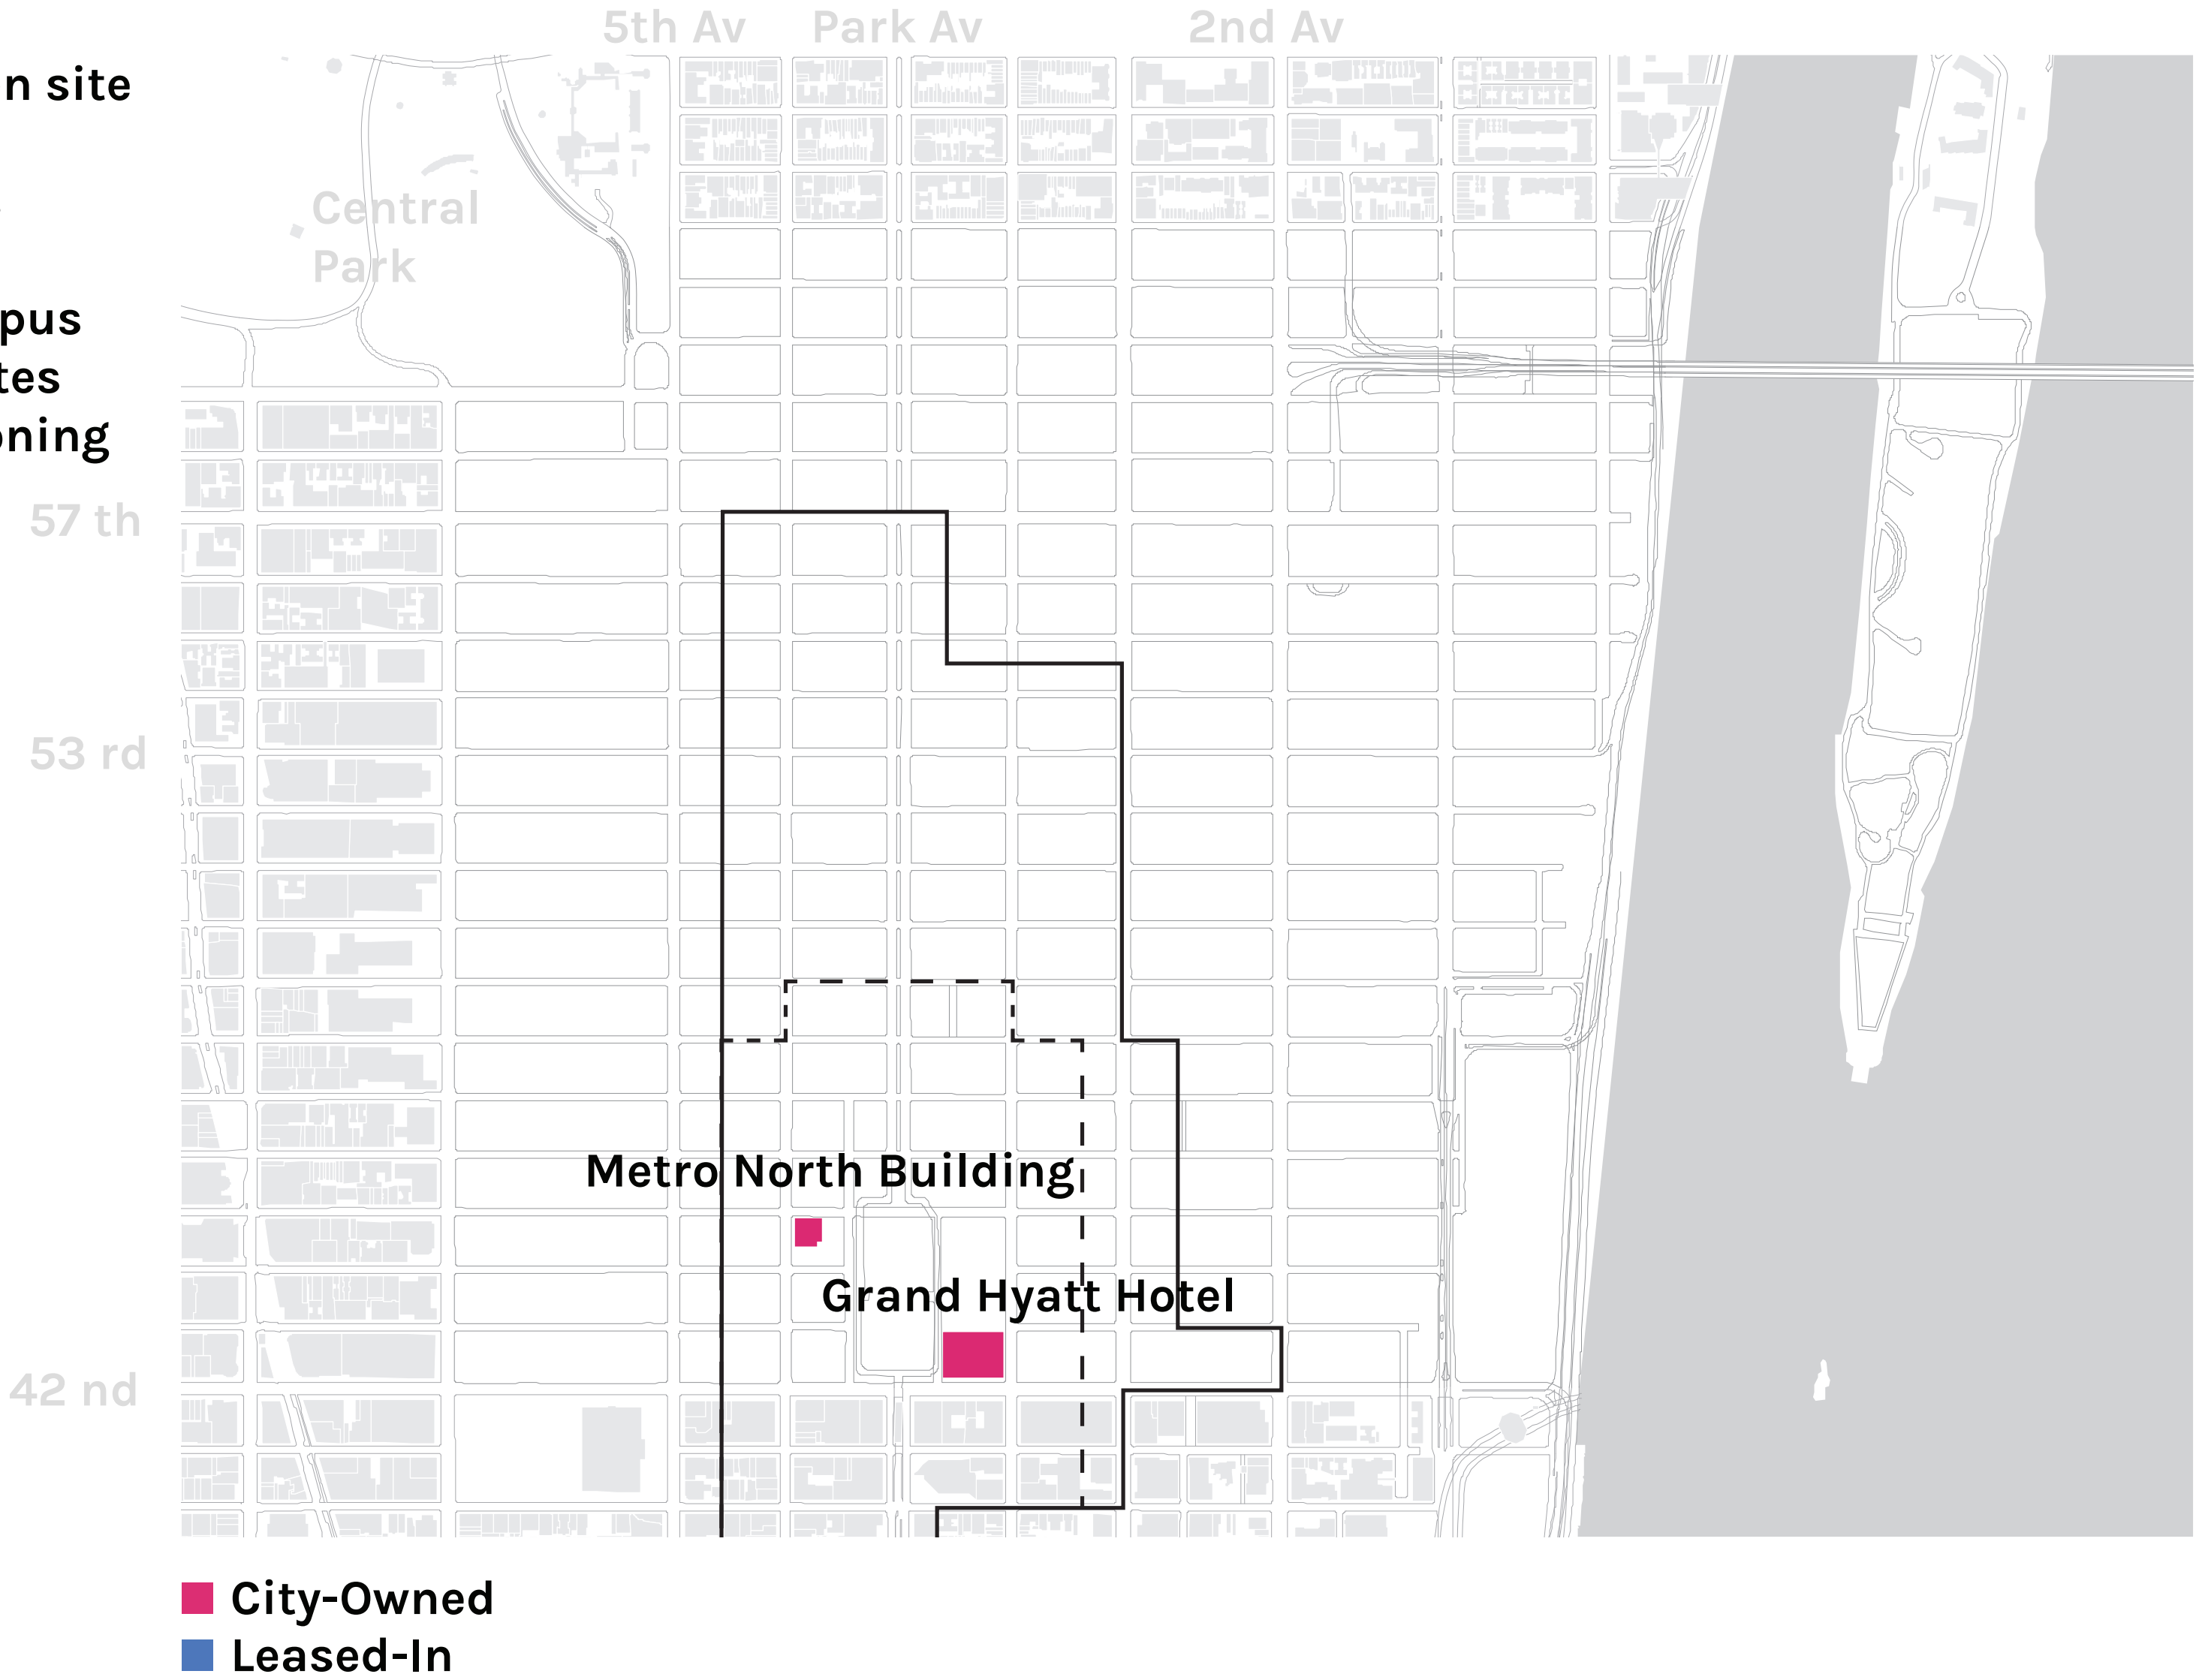 5th Av Park Av 2nd Av
n site
Central
Park
pus
tes
ning
57 th
53 rd
Metro North Building
Grand Hyatt Hotel
42 nd
City-Owned
Leased-In